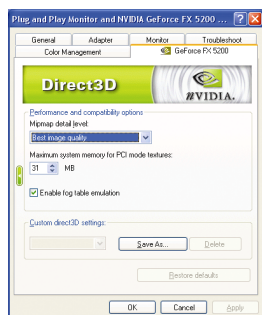 Plug and Play Monitor and NVIDIA GeForce FX 5200 ...
General Adapter Monitor Troubleshoot
Color Management GeForce FX 5200
Direct3D NVIDIA.
Performance and compatibility options
Mipmap detail level:
Best image quality
Maximum system memory for PCI mode textures:
31 MB
Enable fog table emulation
Custom direct3D settings:
Save As... Delete
Restore defaults
OK Cancel Apply